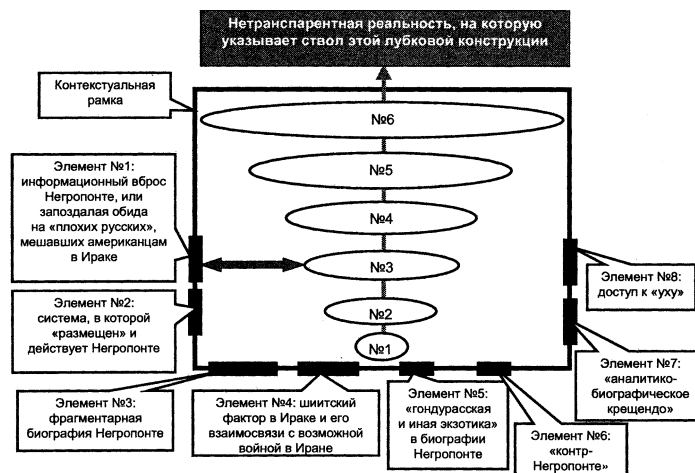 Нетранспарентная реальность, на которую
указывает ствол этой лубковой конструкции
Контекстуальная
рамка
№6
№5
№4
№3
№2
№1
Элемент №1:
информационный вброс
Негропонте, или
запоздалая обида
на «плохих русских»,
мешавших американцам
в Ираке
Элемент №2:
система, в которой
«размещен» и
действует Негропонте
Элемент №3:
фрагментарная
биография Негропонте
Элемент №4: шиитский
фактор в Ираке и его
взаимосвязи с возможной
войной в Иране
Элемент №5:
«гондурасская
и иная экзотика»
в биографии
Негропонте
Элемент №6:
«контр-
Негропонте»
Элемент №7:
«аналитико-
биографическое
крещендо»
Элемент №8:
доступ к «уху»